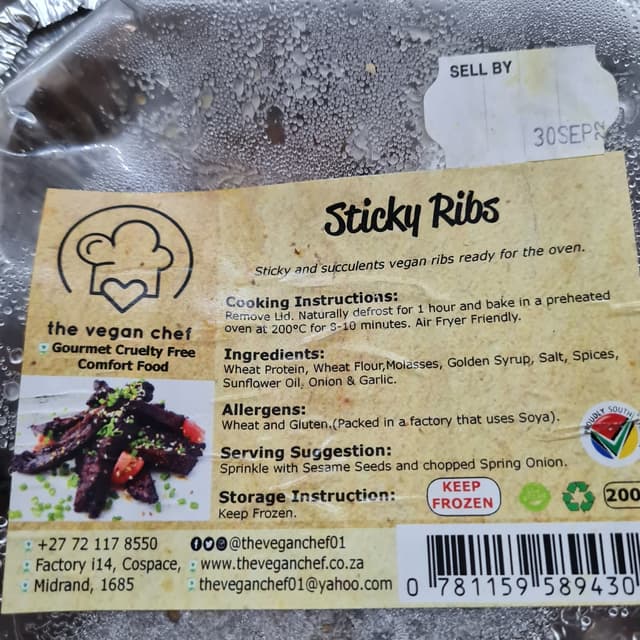 SELL BY
30SEP
Sticky Ribs
Sticky and succulents vegan ribs ready for the oven.
the vegan chef
Gourmet Cruelty Free
Comfort Food
Cooking Instructions:
Remove Lid. Naturally defrost for 1 hour and bake in a preheated
oven at 200°C for 8-10 minutes. Air Fryer Friendly.
Ingredients:
Wheat Protein, Wheat Flour,Molasses, Golden Syrup, Salt, Spices,
Sunflower Oil, Onion & Garlic.
Allergens:
Wheat and Gluten.(Packed in a factory that uses Soya).
Serving Suggestion:
Sprinkle with Sesame Seeds and chopped Spring Onion.
PROUDLY SOUTH
Storage Instruction:
Keep Frozen.
KEEP
FROZEN
200
+27 72 117 8550
@theveganchef01
Factory i14, Cospace,
www.theveganchef.co.za
Midrand, 1685
theveganchef01@yahoo.com
0 781159 589430